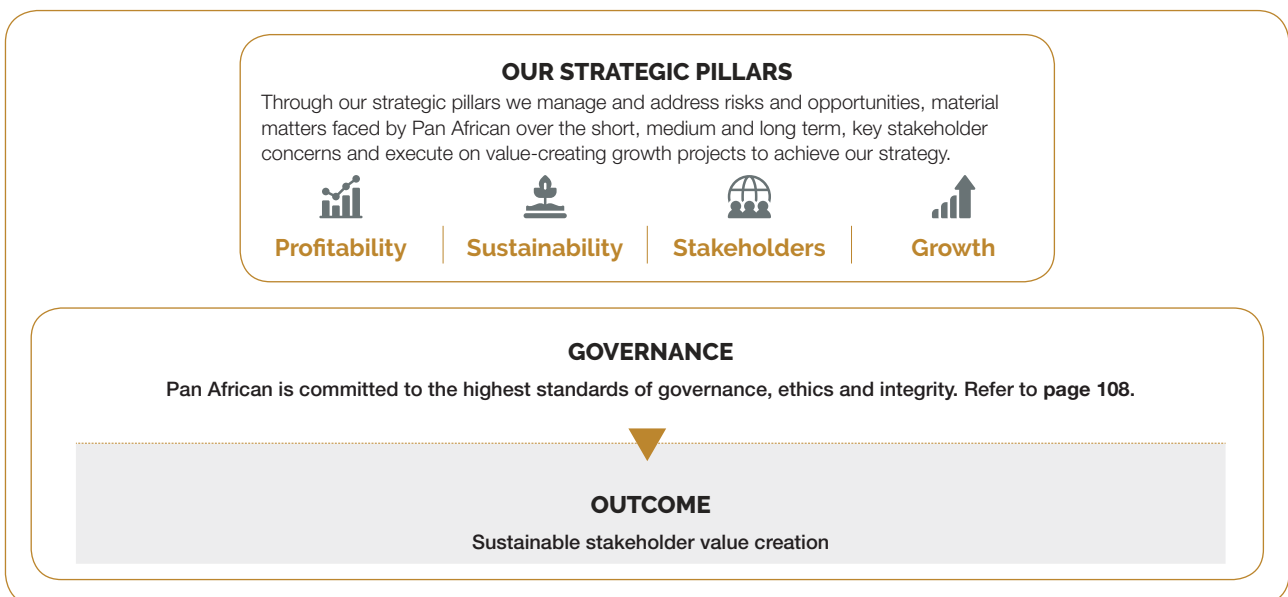 OUR STRATEGIC PILLARS
Through our strategic pillars we manage and address risks and opportunities, material
matters faced by Pan African over the short, medium and long term, key stakeholder
concerns and execute on value-creating growth projects to achieve our strategy.
Profitability
Sustainability
Stakeholders
Growth
GOVERNANCE
Pan African is committed to the highest standards of governance, ethics and integrity. Refer to page 108.
OUTCOME
Sustainable stakeholder value creation